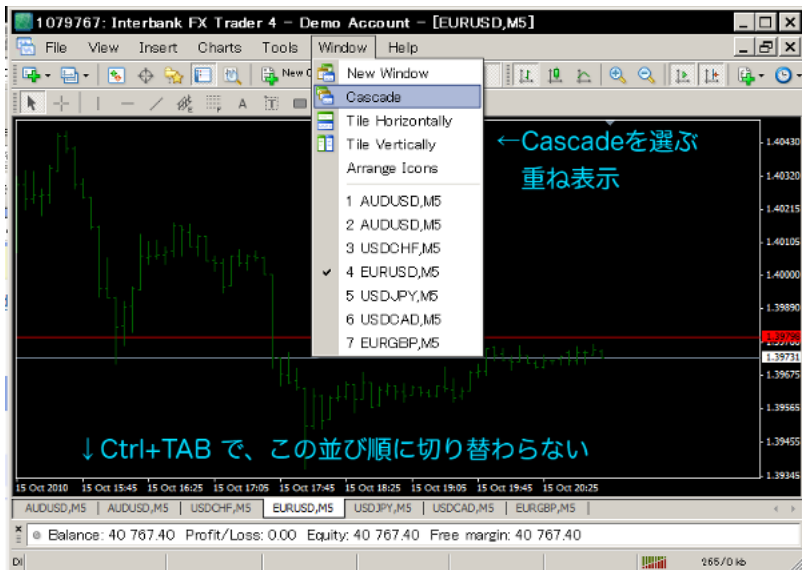 1079767: Interbank FX Trader 4 - Demo Account - [EURUSD,M5]
File View Insert Charts Tools Window Help
New
A
T
New Window
Cascade
Tile Horizontally
Tile Vertically
Arrange Icons
1 AUDUSD,M5
2 AUDUSD,M5
3 USDCHF,M5
4 EURUSD,M5
5 USDJPY,M5
6 USDCAD,M5
7 EURGBP,M5
←Cascadeを選ぶ
重ね表示
1.40430
1.40320
1.40215
1.40105
1.40000
1.39890
1.39731
1.39675
1.39565
1.39455
1.39345
↓Ctrl+TAB で、この並び順に切り替わらない
15 Oct 2010 15 Oct 15:45 15 Oct 16:25 15 Oct 17:05 15 Oct 17:45 15 Oct 18:25 15 Oct 19:05 15 Oct 19:45 15 Oct 20:25
AUDUSD,M5 AUDUSD,M5 USDCHF,M5 EURUSD,M5 USDJPY,M5 USDCAD,M5 EURGBP,M5
Balance: 40 767.40 Profit/Loss: 0.00 Equity: 40 767.40 Free margin: 40 767.40
265/0 kb